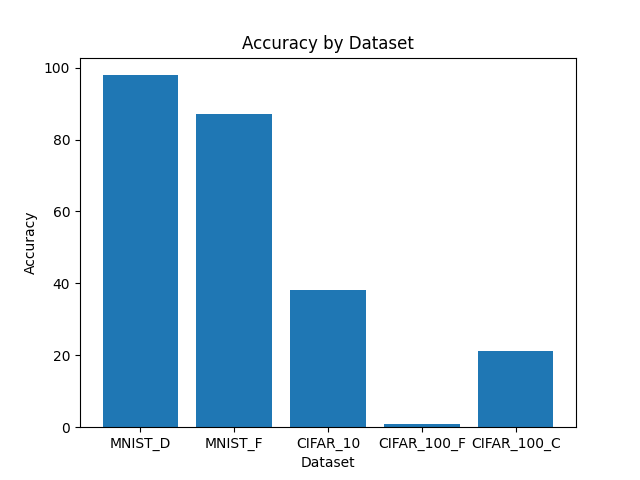 Accuracy by Dataset
100
80
60
40
20
0
Accuracy
MNIST_D MNIST_F CIFAR_10 CIFAR_100_F CIFAR_100_C
Dataset